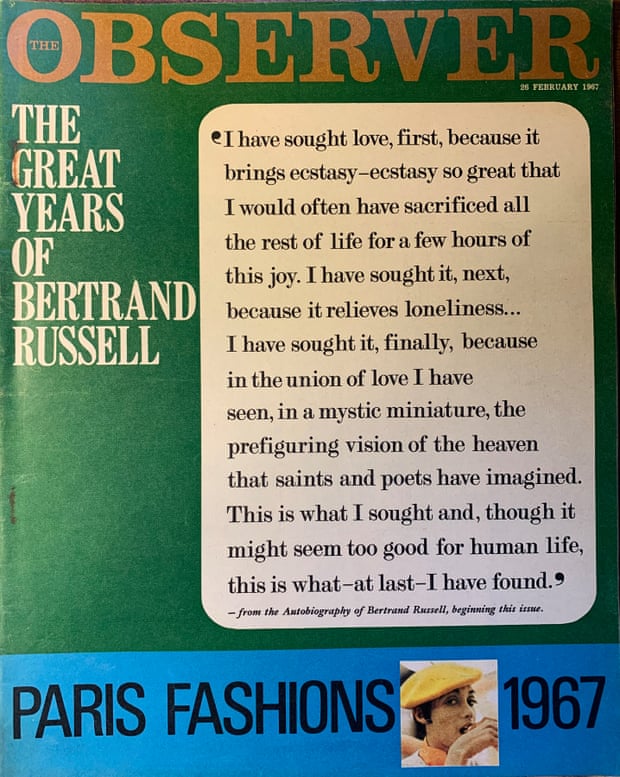 THE OBSERVER
26 FEBRUARY 1967
THE
GREAT
YEARS
OF
BERTRAND
RUSSELL
‘I have sought love, first, because it
brings ecstasy–ecstasy so great that
I would often have sacrificed all
the rest of life for a few hours of
this joy. I have sought it, next,
because it relieves loneliness...
I have sought it, finally, because
in the union of love I have
seen, in a mystic miniature, the
prefiguring vision of the heaven
that saints and poets have imagined.
This is what I sought and, though it
might seem too good for human life,
this is what–at last–I have found.’
–from the Autobiography of Bertrand Russell, beginning this issue.
PARIS FASHIONS 1967